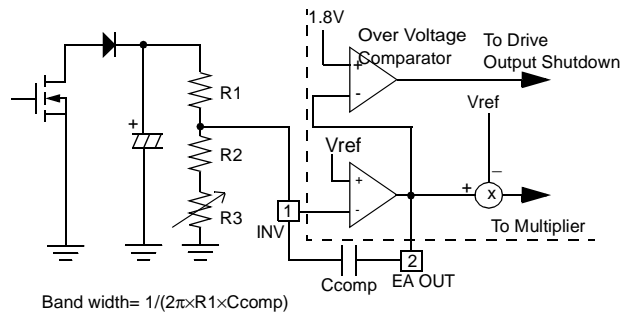 1.8V
Over Voltage
Comparator
To Drive
Output Shutdown
+
-
R1
Vref
+
R2
Vref
+
-
+
−
x
R3
1
INV
To Multiplier
2
Ccomp
EA OUT
Band width= 1/(2π×R1×Ccomp)